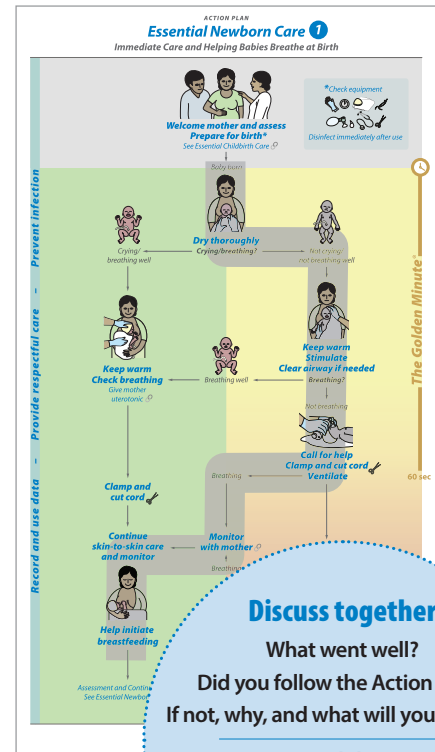 ACTION PLAN
Essential Newborn Care 1
Immediate Care and Helping Babies Breathe at Birth
Record and use data – Provide respectful care – Prevent infection
Welcome mother and assess
Prepare for birth*
See Essential Childbirth Care
*Check equipment
Disinfect immediately after use
Baby born
Dry thoroughly
Crying/breathing?
Crying/
breathing well
Not crying/
not breathing well
The Golden Minute®
60 sec
Keep warm
Check breathing
Give mother
uterotonic
Breathing well
Keep warm
Stimulate
Clear airway if needed
Breathing?
Not breathing
Call for help
Clamp and cut cord
Ventilate
Breathing
Clamp and
cut cord
Continue
skin-to-skin care
and monitor
Monitor
with mother
Breathing
Help initiate
breastfeeding
Assessment and Contin
See Essential Newbor
Discuss together
What went well?
Did you follow the Action
If not, why, and what will you